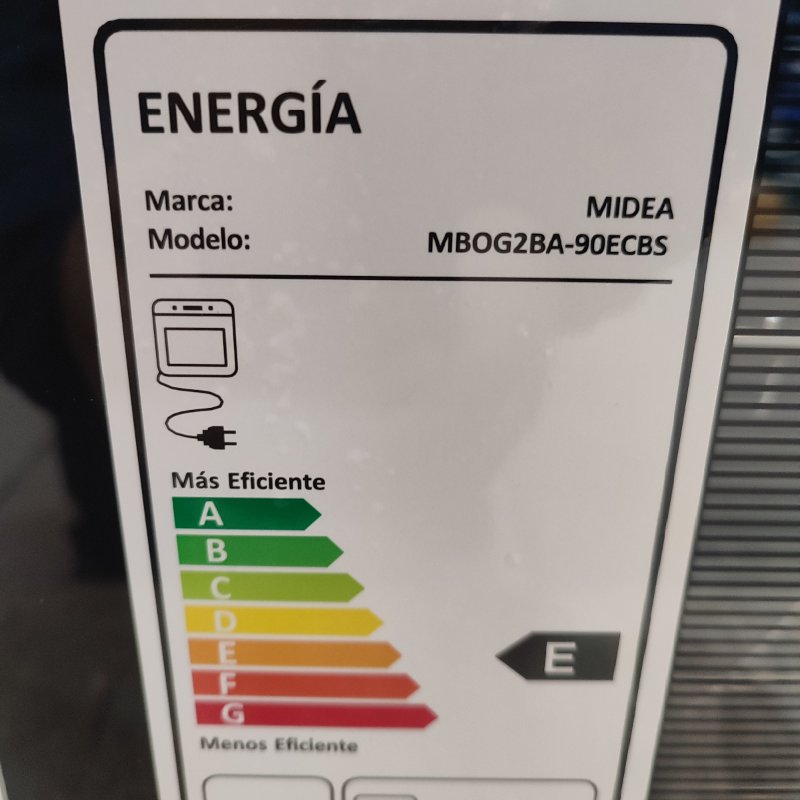 ENERGÍA
Marca: MIDEA
Modelo: MBOG2BA-90ECBS
Más Eficiente
A
B
C
D
E
E
F
G
Menos Eficiente